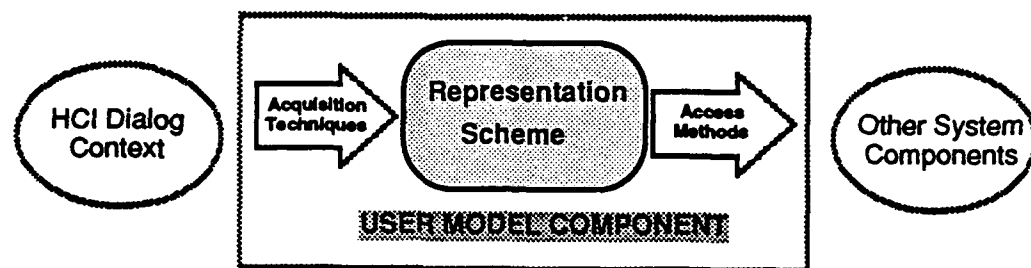 HCI Dialog
Context
Acquisition
Techniques
Representation
Scheme
Access
Methods
Other System
Components
USER MODEL COMPONENT